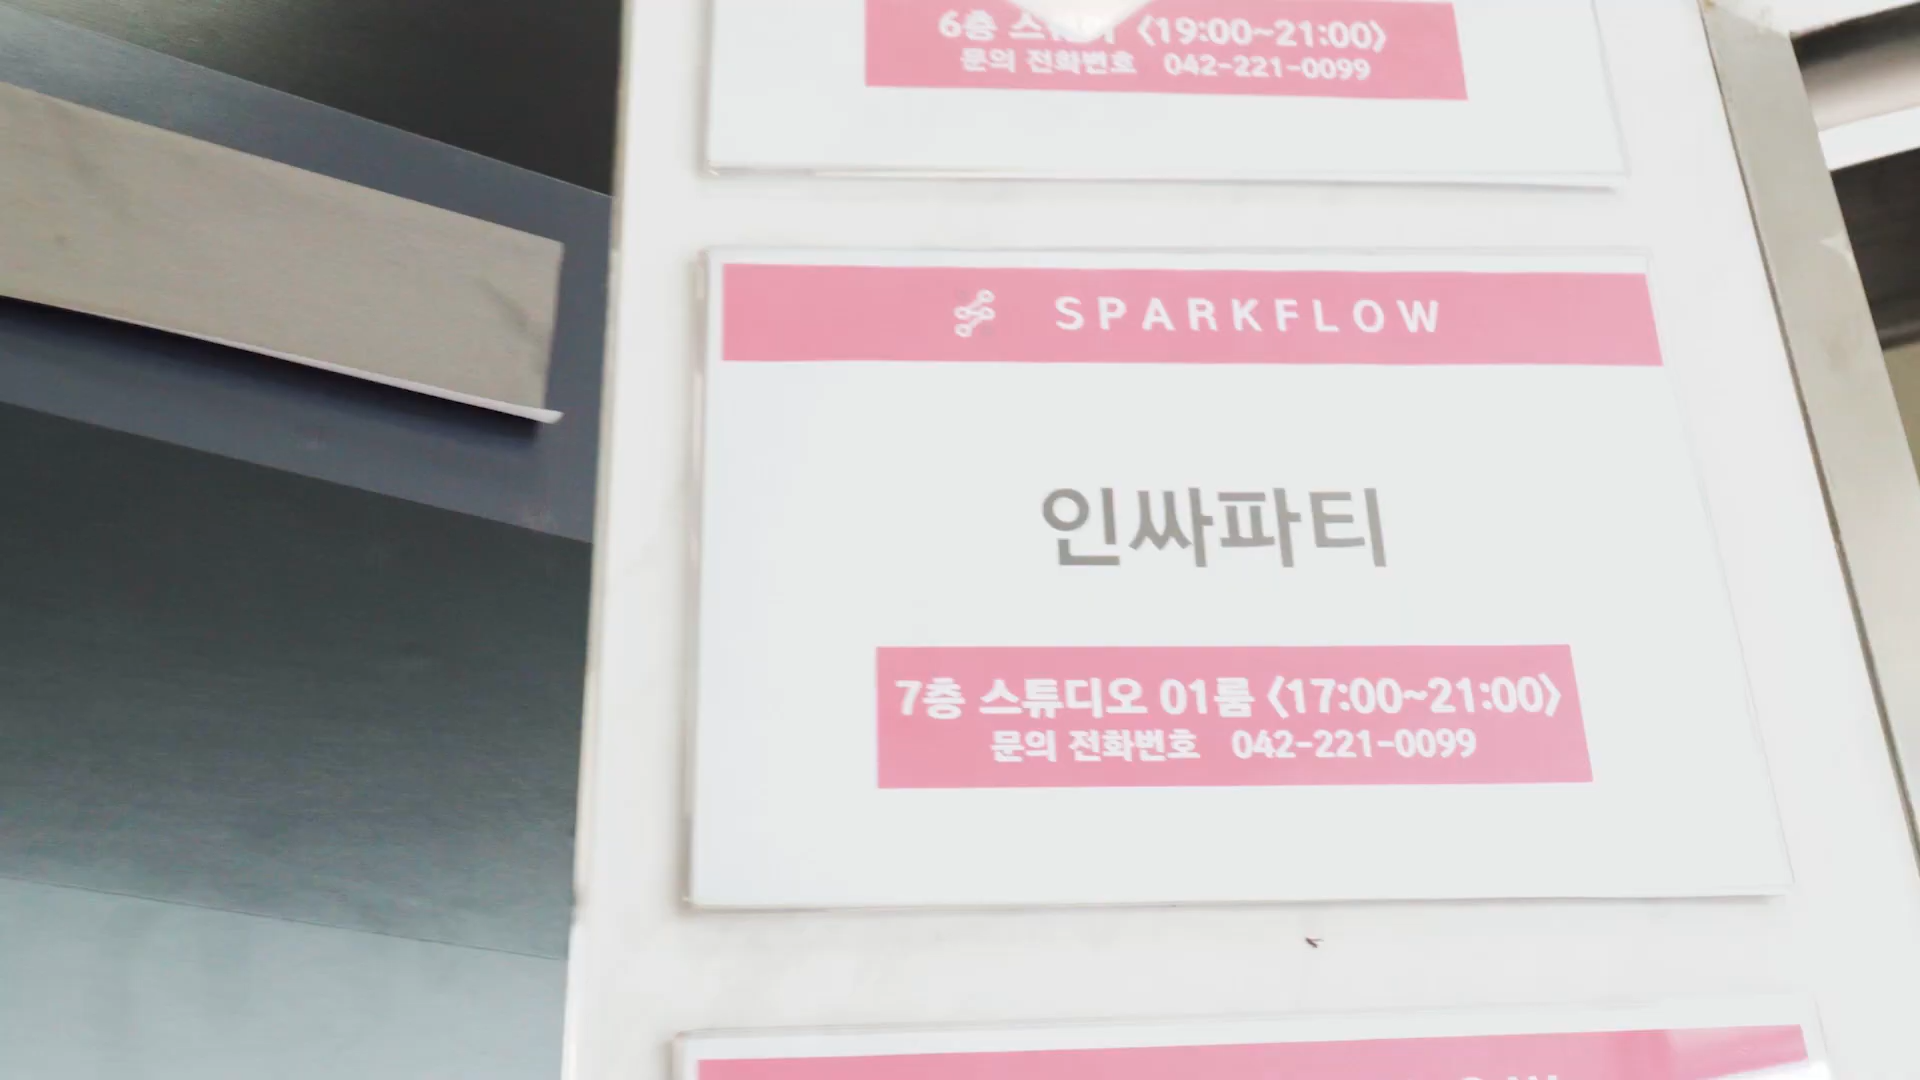 6층 <19:00~21:00>
문의 전화번호 042-221-0099
SPARKFLOW
인싸파티
7층 스튜디오 01룸 <17:00~21:00>
문의 전화번호 042-221-0099